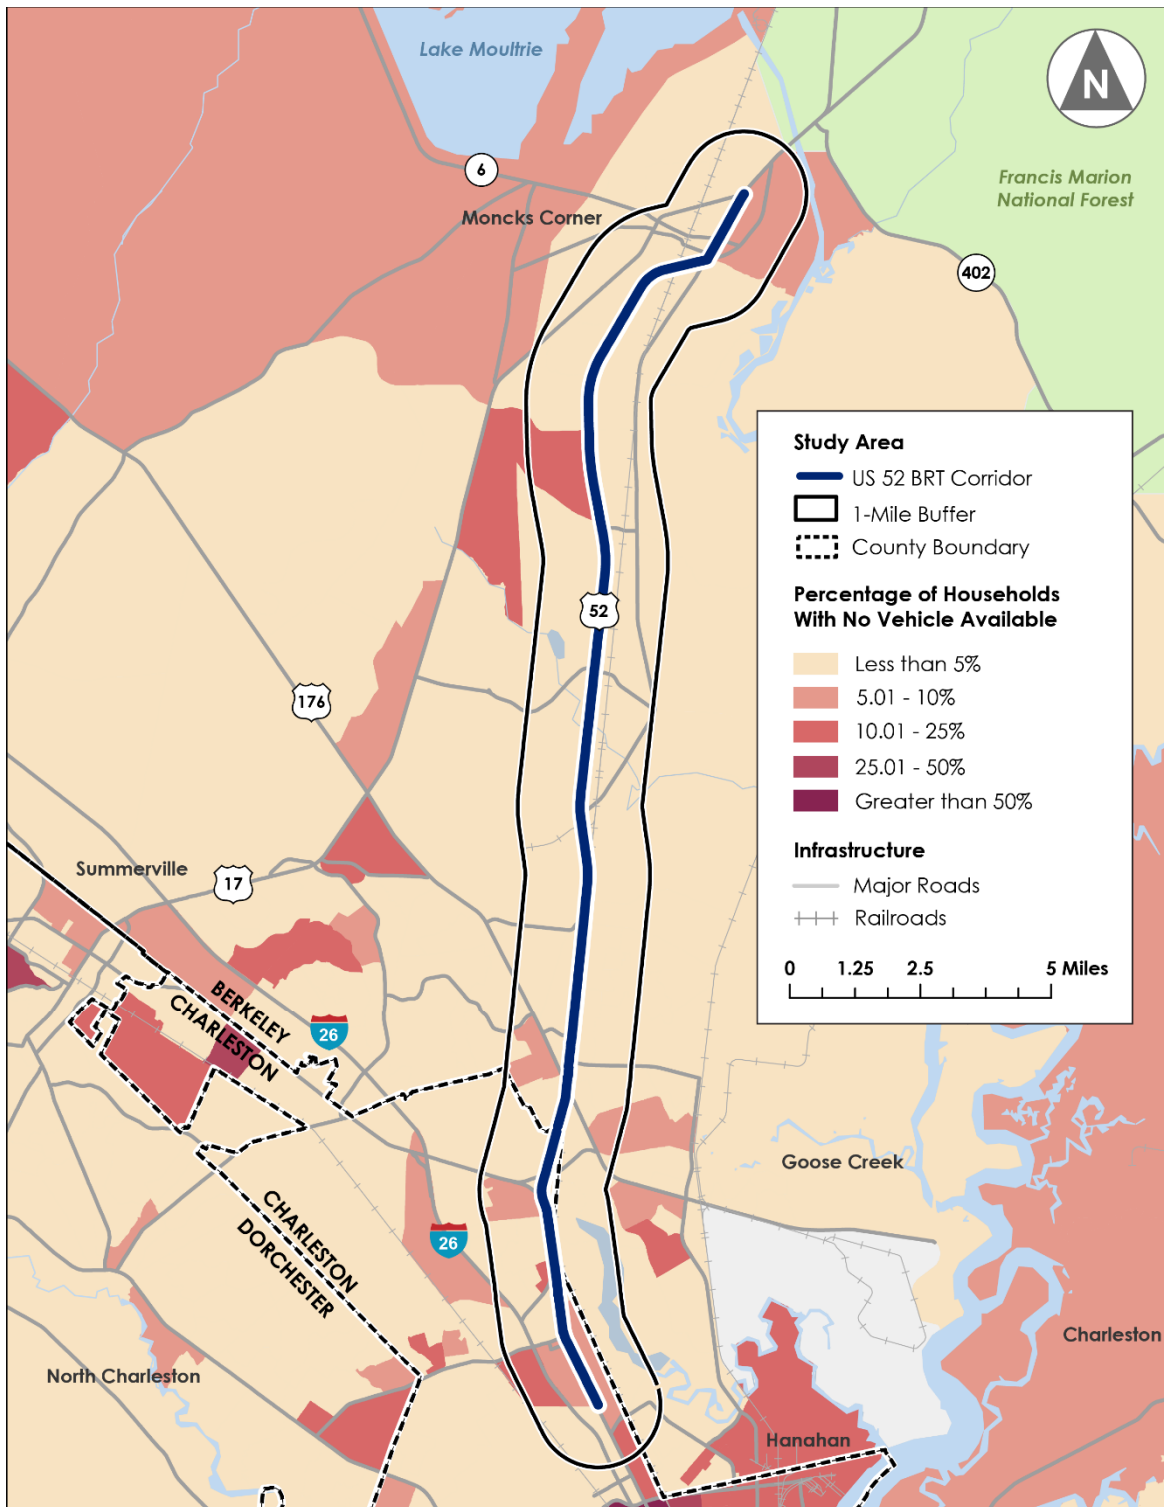 Lake Moultrie
N
6
Francis Marion
National Forest
Moncks Corner
402
Study Area
US 52 BRT Corridor
1-Mile Buffer
County Boundary
52
Percentage of Households
With No Vehicle Available
Less than 5%
5.01 - 10%
176
10.01 - 25%
25.01 - 50%
Greater than 50%
Infrastructure
Summerville
17
Major Roads
Railroads
0 1.25 2.5 5 Miles
BERKELEY
CHARLESTON
26
Goose Creek
CHARLESTON
DORCHESTER
26
Charleston
North Charleston
Hanahan